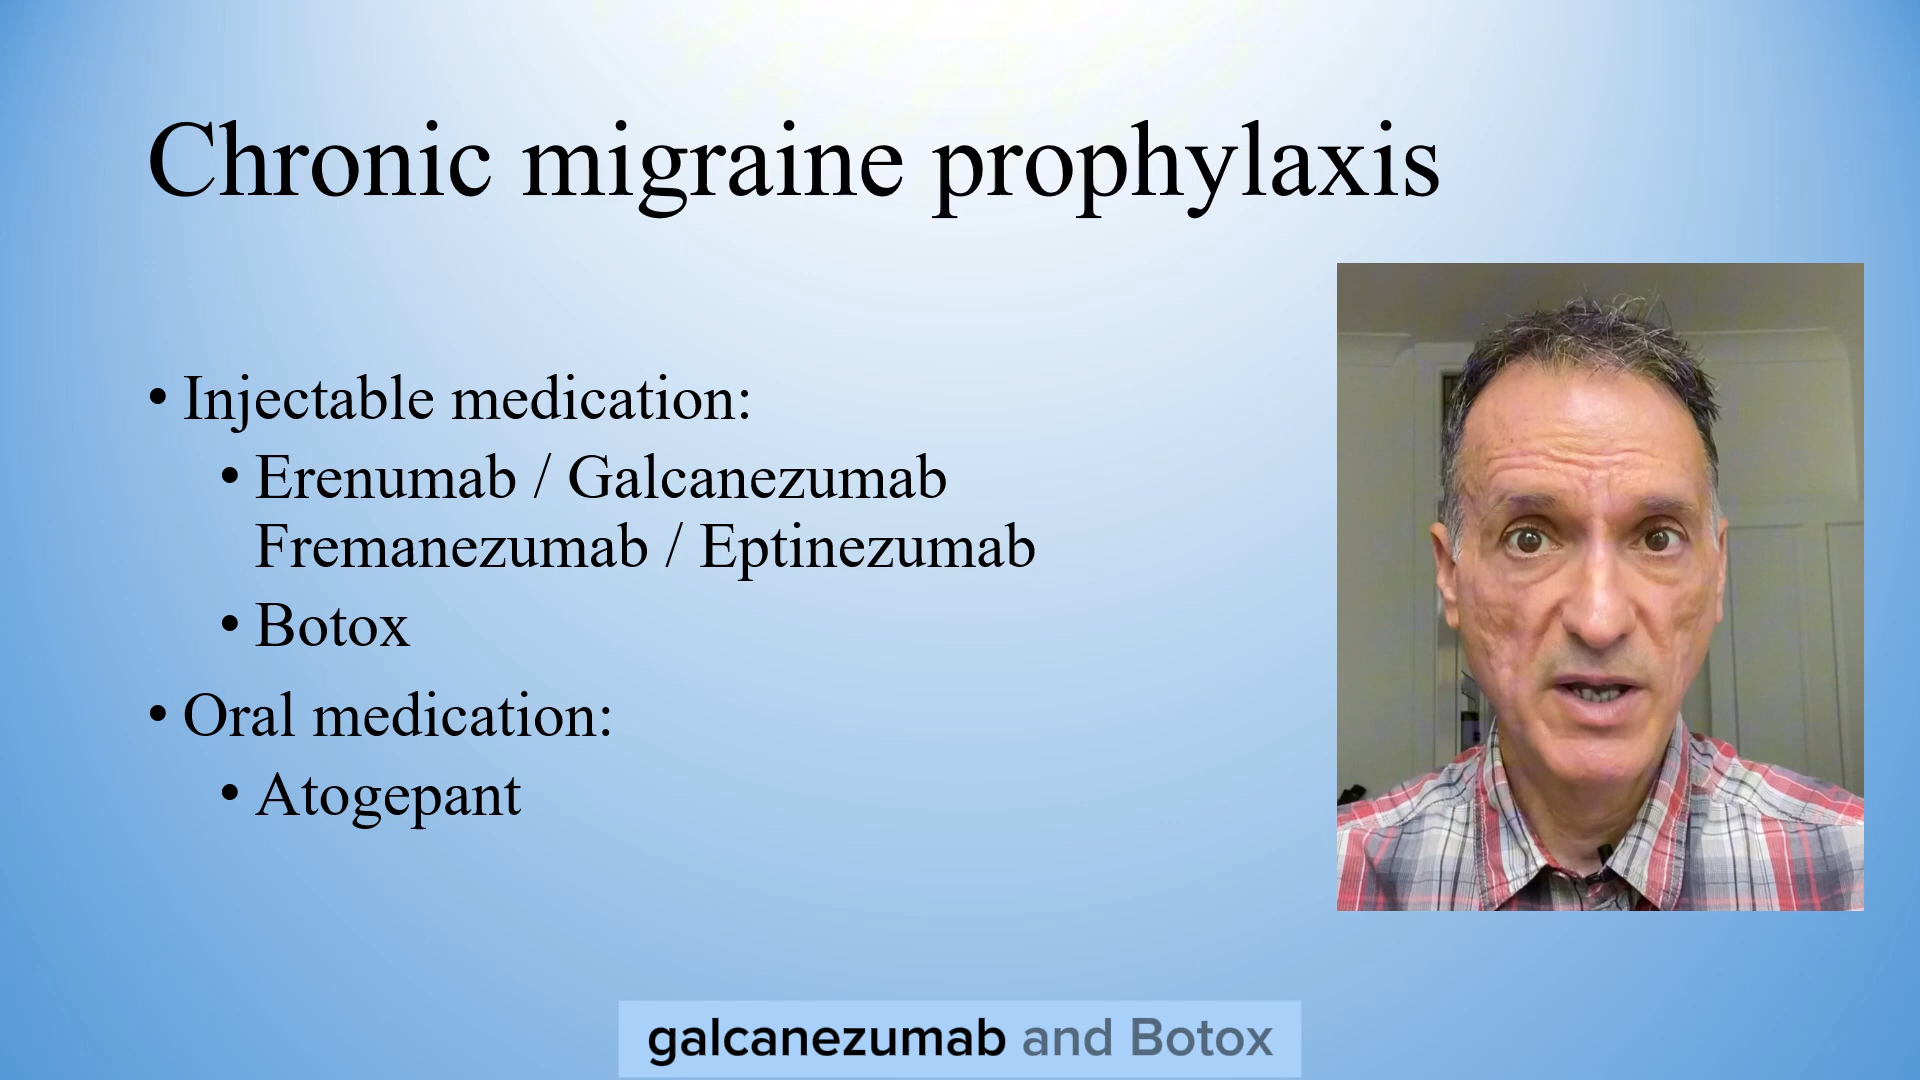 Chronic migraine prophylaxis
• Injectable medication:
• Erenumab / Galcanezumab
Fremanezumab / Eptinezumab
• Botox
• Oral medication:
• Atogepant
galcanezumab and Botox